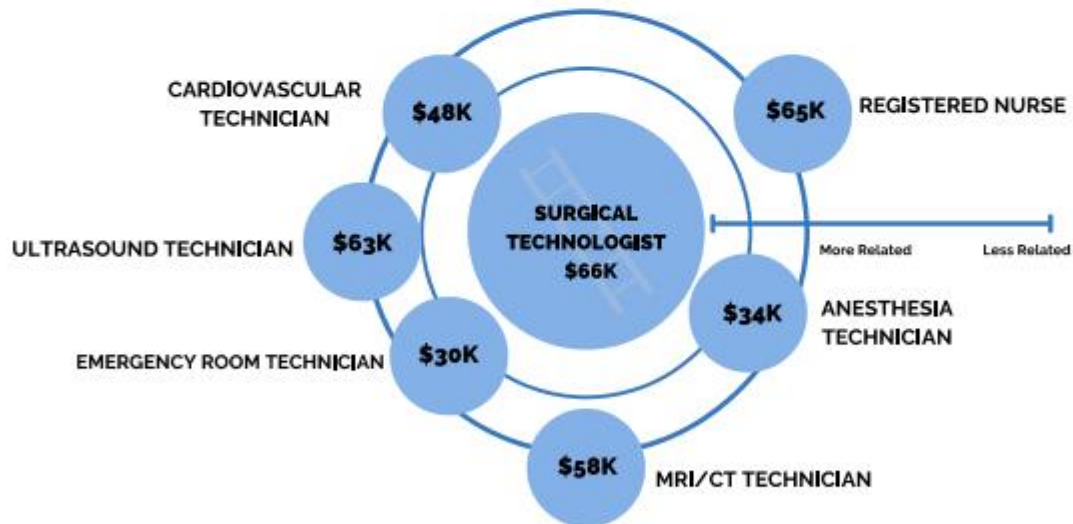 CARDIOVASCULAR
TECHNICIAN
$48K
$65K
REGISTERED NURSE
ULTRASOUND TECHNICIAN
$63K
SURGICAL
TECHNOLOGIST
$66K
More Related
Less Related
$34K
ANESTHESIA
TECHNICIAN
EMERGENCY ROOM TECHNICIAN
$30K
$58K
MRI/CT TECHNICIAN